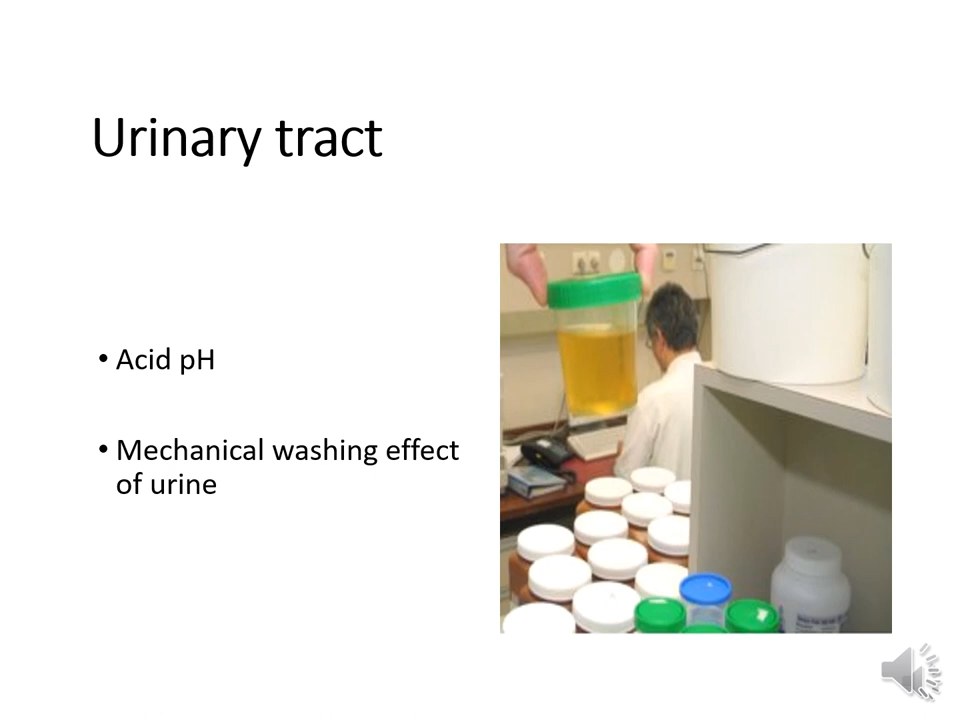 Urinary tract
• Acid pH
• Mechanical washing effect
of urine